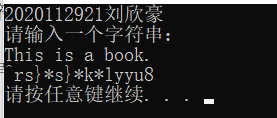 2020112921刘欣豪
请输入一个字符串:
This is a book.
^rs}*s}*k*lyyu8
请按任意键继续. . .